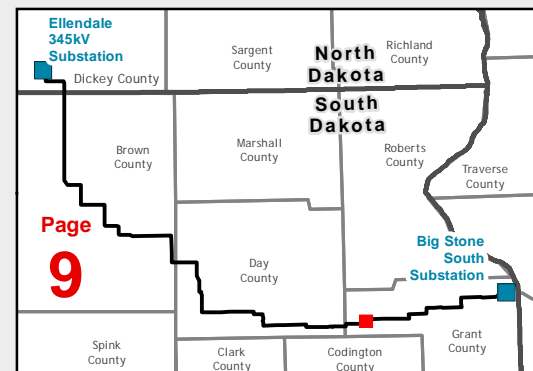 Ellendale
345kV
Substation
Dickey County
Sargent
County
North
Dakota
Richland
County
South
Dakota
Brown
County
Marshall
County
Roberts
County
Traverse
County
Page
9
Day
County
Big Stone
South
Substation
Grant
County
Spink
County
Clark
County
Codington
County